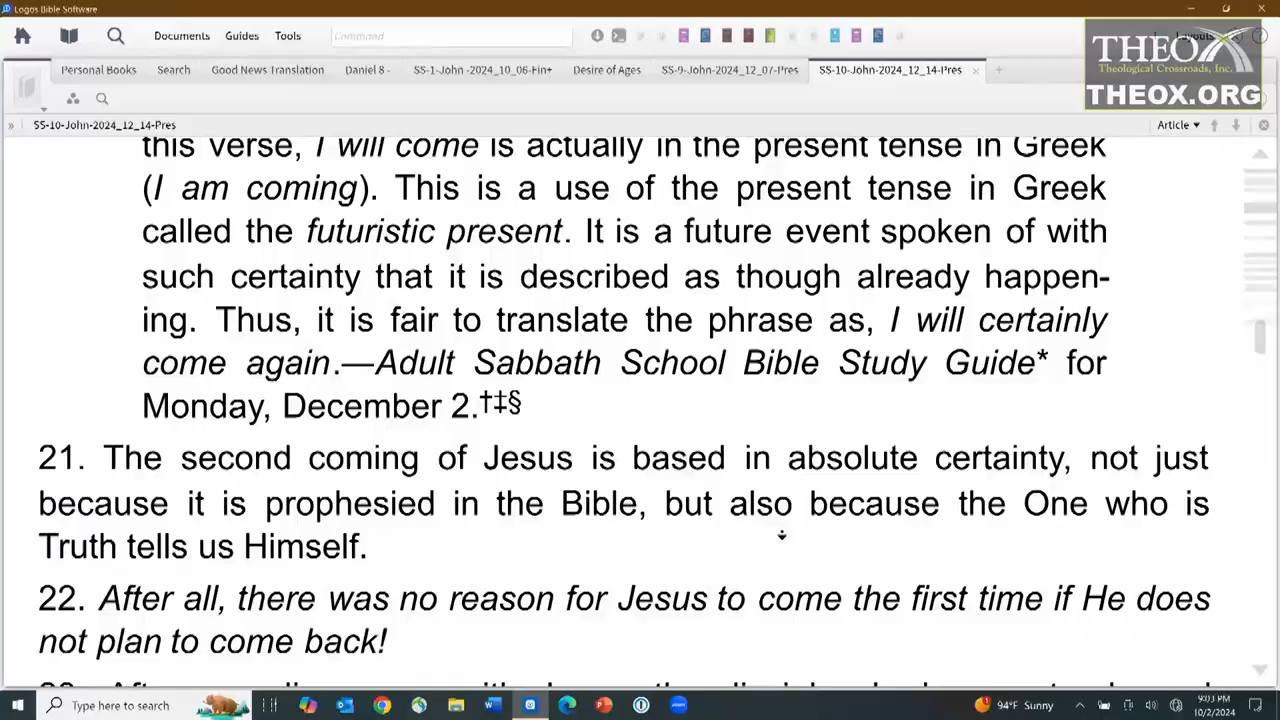 Logos Bible Software
Documents Guides Tools Command Layouts
THEOX
Theological Crossroads, Inc.
THEOX.ORG
Personal Books Search Good News Translation Daniel 8 - Desire of Ages SS-9-John-2024_12_07-Pres SS-10-John-2024_12_14-Pres
SS-10-John-2024_12_14-Pres Article
this verse, I will come is actually in the present tense in Greek
(I am coming). This is a use of the present tense in Greek
called the futuristic present. It is a future event spoken of with
such certainty that it is described as though already happen-
ing. Thus, it is fair to translate the phrase as, I will certainly
come again.—Adult Sabbath School Bible Study Guide* for
Monday, December 2.†‡§
21. The second coming of Jesus is based in absolute certainty, not just
because it is prophesied in the Bible, but also because the One who is
Truth tells us Himself.
22. After all, there was no reason for Jesus to come the first time if He does
not plan to come back!
Type here to search
94°F Sunny
9:03 PM
10/2/2024